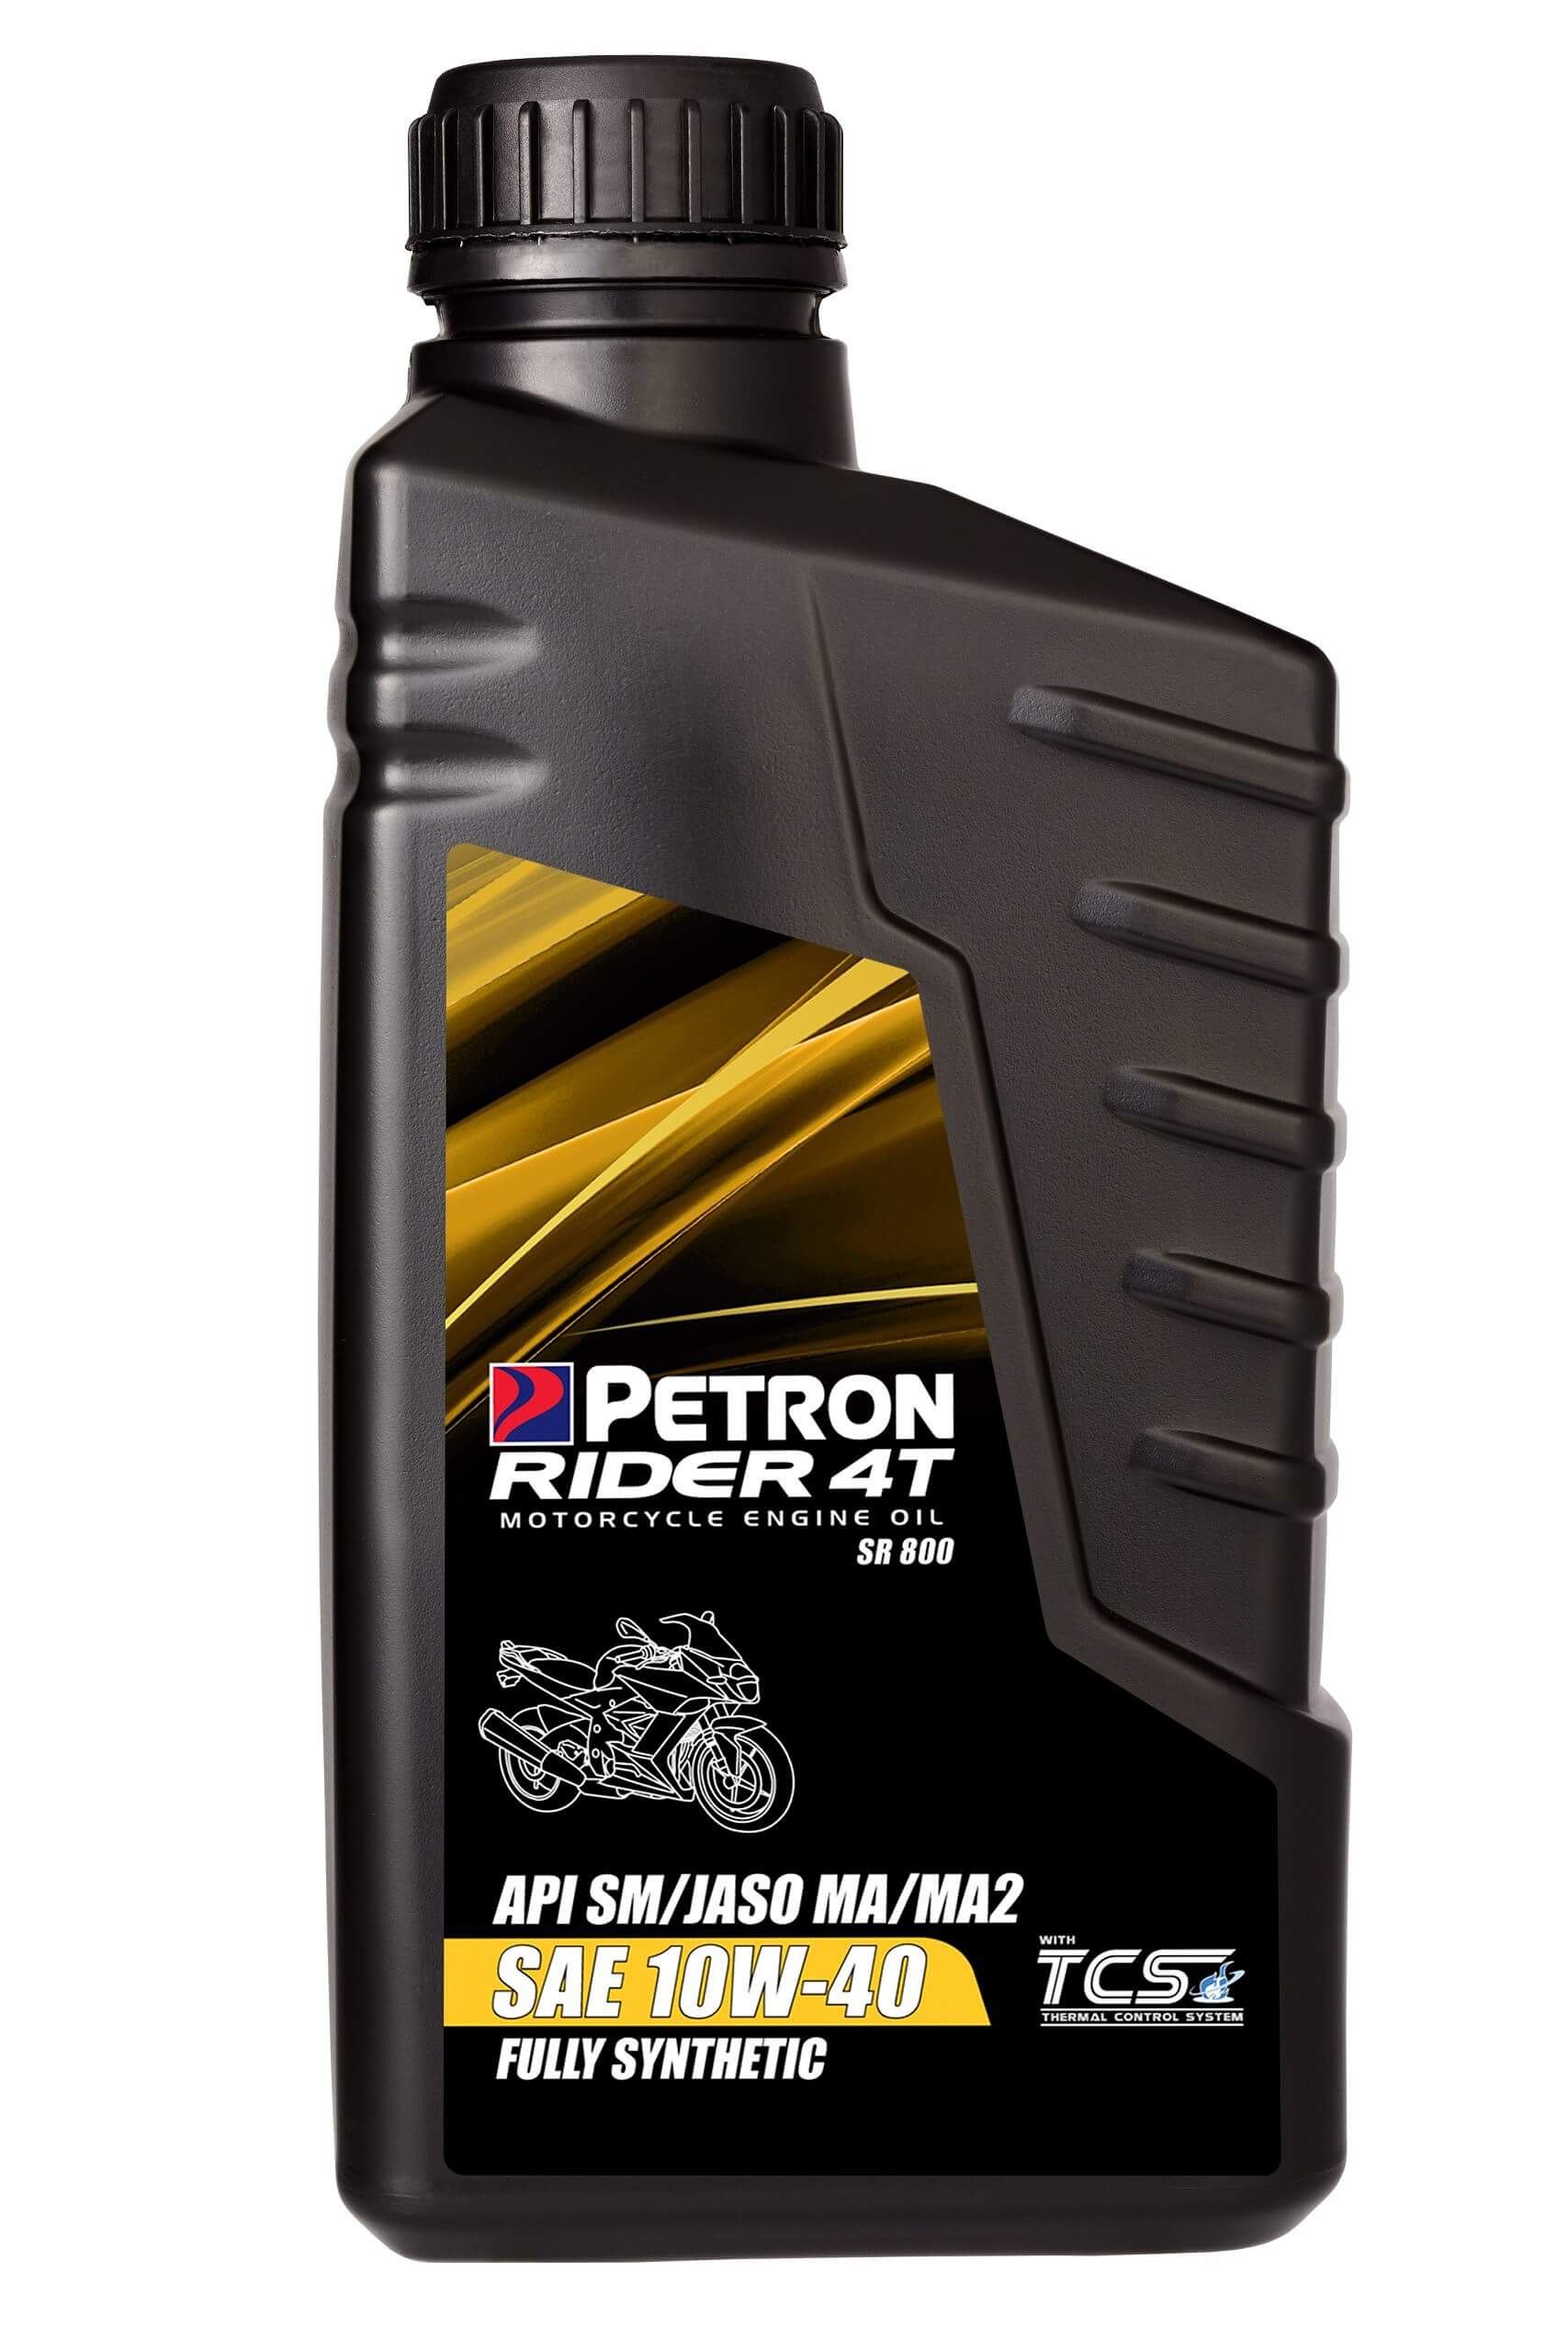 PETRON
RIDER 4T
MOTORCYCLE ENGINE OIL
SR 800
API SM/JASO MA/MA2
SAE 10W-40
FULLY SYNTHETIC
WITH
TCS
THERMAL CONTROL SYSTEM